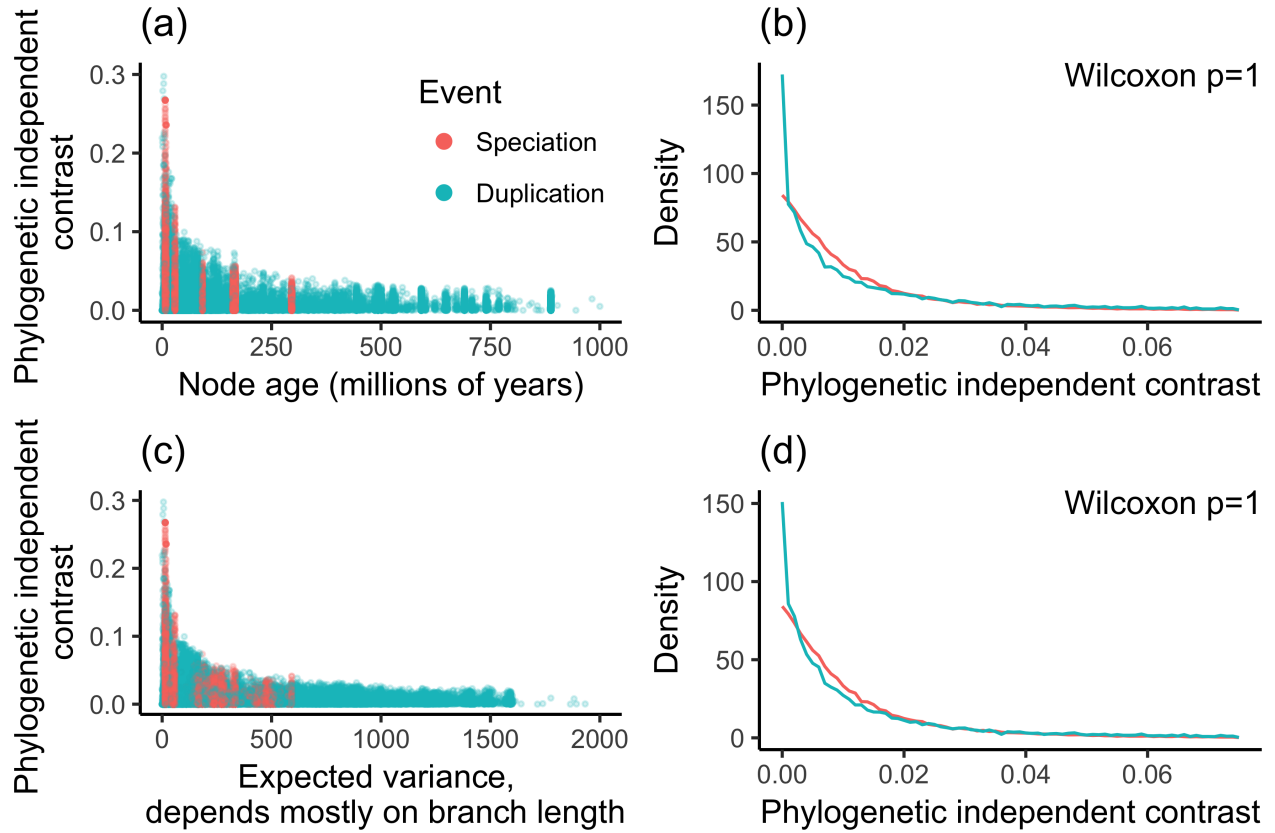 (a)
Phylogenetic independent
contrast
0.3
0.2
0.1
0.0
Event
Speciation
Duplication
0
250
500
750
1000
Node age (millions of years)
(b)
Wilcoxon p=1
Density
150
100
50
0
0.00
0.02
0.04
0.06
Phylogenetic independent contrast
(c)
Phylogenetic independent
contrast
0.3
0.2
0.1
0.0
0
500
1000
1500
2000
Expected variance,
depends mostly on branch length
(d)
Wilcoxon p=1
Density
150
100
50
0
0.00
0.02
0.04
0.06
Phylogenetic independent contrast